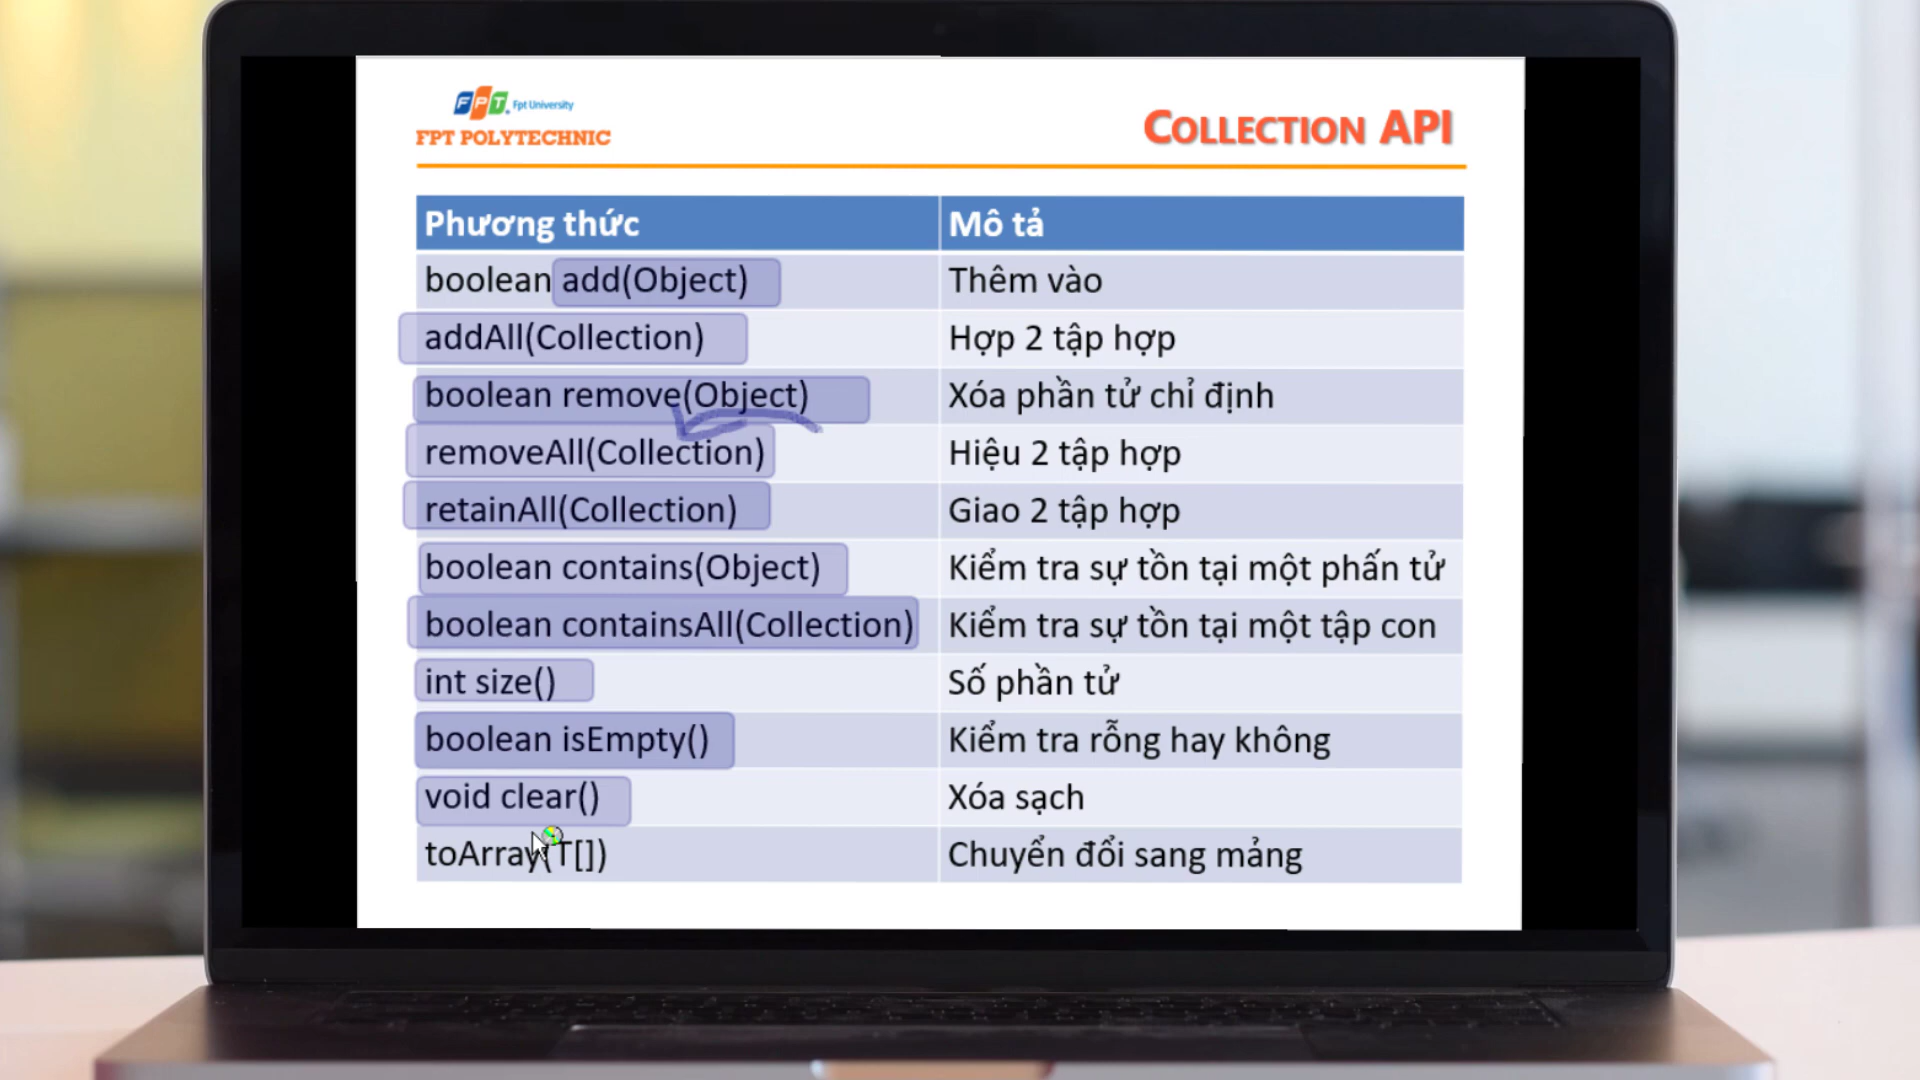 FPT Fpt University
FPT POLYTECHNIC
COLLECTION API
Phương thức Mô tả
boolean add(Object) Thêm vào
addAll(Collection) Hợp 2 tập hợp
boolean remove(Object) Xóa phần tử chỉ định
removeAll(Collection) Hiệu 2 tập hợp
retainAll(Collection) Giao 2 tập hợp
boolean contains(Object) Kiểm tra sự tồn tại một phấn tử
boolean containsAll(Collection) Kiểm tra sự tồn tại một tập con
int size() Số phần tử
boolean isEmpty() Kiểm tra rỗng hay không
void clear() Xóa sạch
toArray(T[]) Chuyển đổi sang mảng